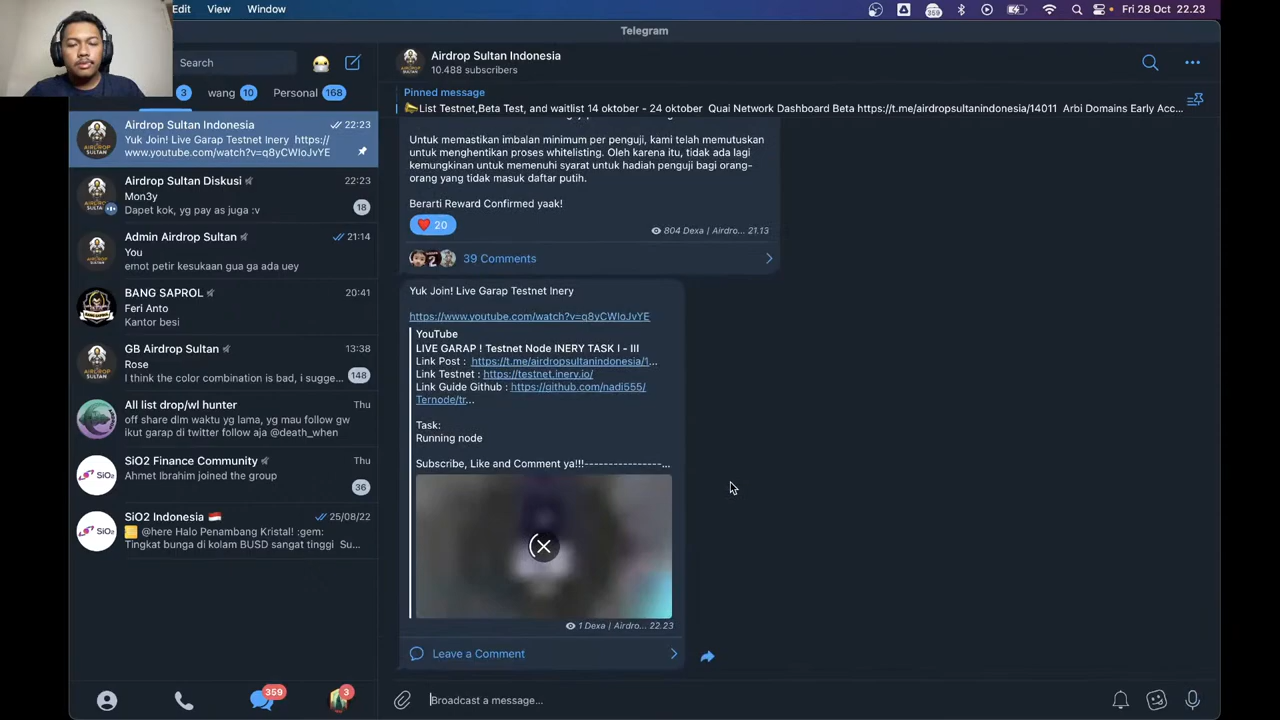 Edit View Window
259
Fri 28 Oct 22.23
Telegram
Search
3
wang 10
Personal 168
Airdrop Sultan Indonesia
22:23
Yuk Join! Live Garap Testnet Inery https://
www.youtube.com/watch?v=q8yCWIoJvYE
Airdrop Sultan Diskusi
22:23
Mon3y
Dapet kok, yg pay as juga :v
18
Admin Airdrop Sultan
21:14
You
emot petir kesukaan gua ga ada uey
BANG SAPROL
20:41
Feri Anto
Kantor besi
GB Airdrop Sultan
13:38
Rose
I think the color combination is bad, i sugge...
148
All list drop/wl hunter
Thu
off share dim waktu yg lama, yg mau follow gw
ikut garap di twitter follow aja @death_when
SiO2 Finance Community
Thu
Ahmet Ibrahim joined the group
36
SiO2 Indonesia
25/08/22
@here Halo Penambang Kristal! :gem:
Tingkat bunga di kolam BUSD sangat tinggi Su...
359
3
Airdrop Sultan Indonesia
10.488 subscribers
Pinned message
List Testnet,Beta Test, and waitlist 14 oktober - 24 oktober Quai Network Dashboard Beta https://t.me/airdropsultanindonesia/14011 Arbi Domains Early Acc...
Untuk memastikan imbalan minimum per penguji, kami telah memutuskan
untuk menghentikan proses whitelisting. Oleh karena itu, tidak ada lagi
kemungkinan untuk memenuhi syarat untuk hadiah penguji bagi orang-
orang yang tidak masuk daftar putih.
Berarti Reward Confirmed yaak!
20
804 Dexa | Airdro... 21.13
39 Comments
Yuk Join! Live Garap Testnet Inery
https://www.youtube.com/watch?v=q8yCWIoJvYE
YouTube
LIVE GARAP ! Testnet Node INERY TASK I - III
Link Post : https://t.me/airdropsultanindonesia/1...
Link Testnet : https://testnet.inery.io/
Link Guide Github : https://github.com/nadi555/
Ternode/tr...
Task:
Running node
Subscribe, Like and Comment ya!!!----------------...
1 Dexa | Airdro... 22.23
Leave a Comment
Broadcast a message...